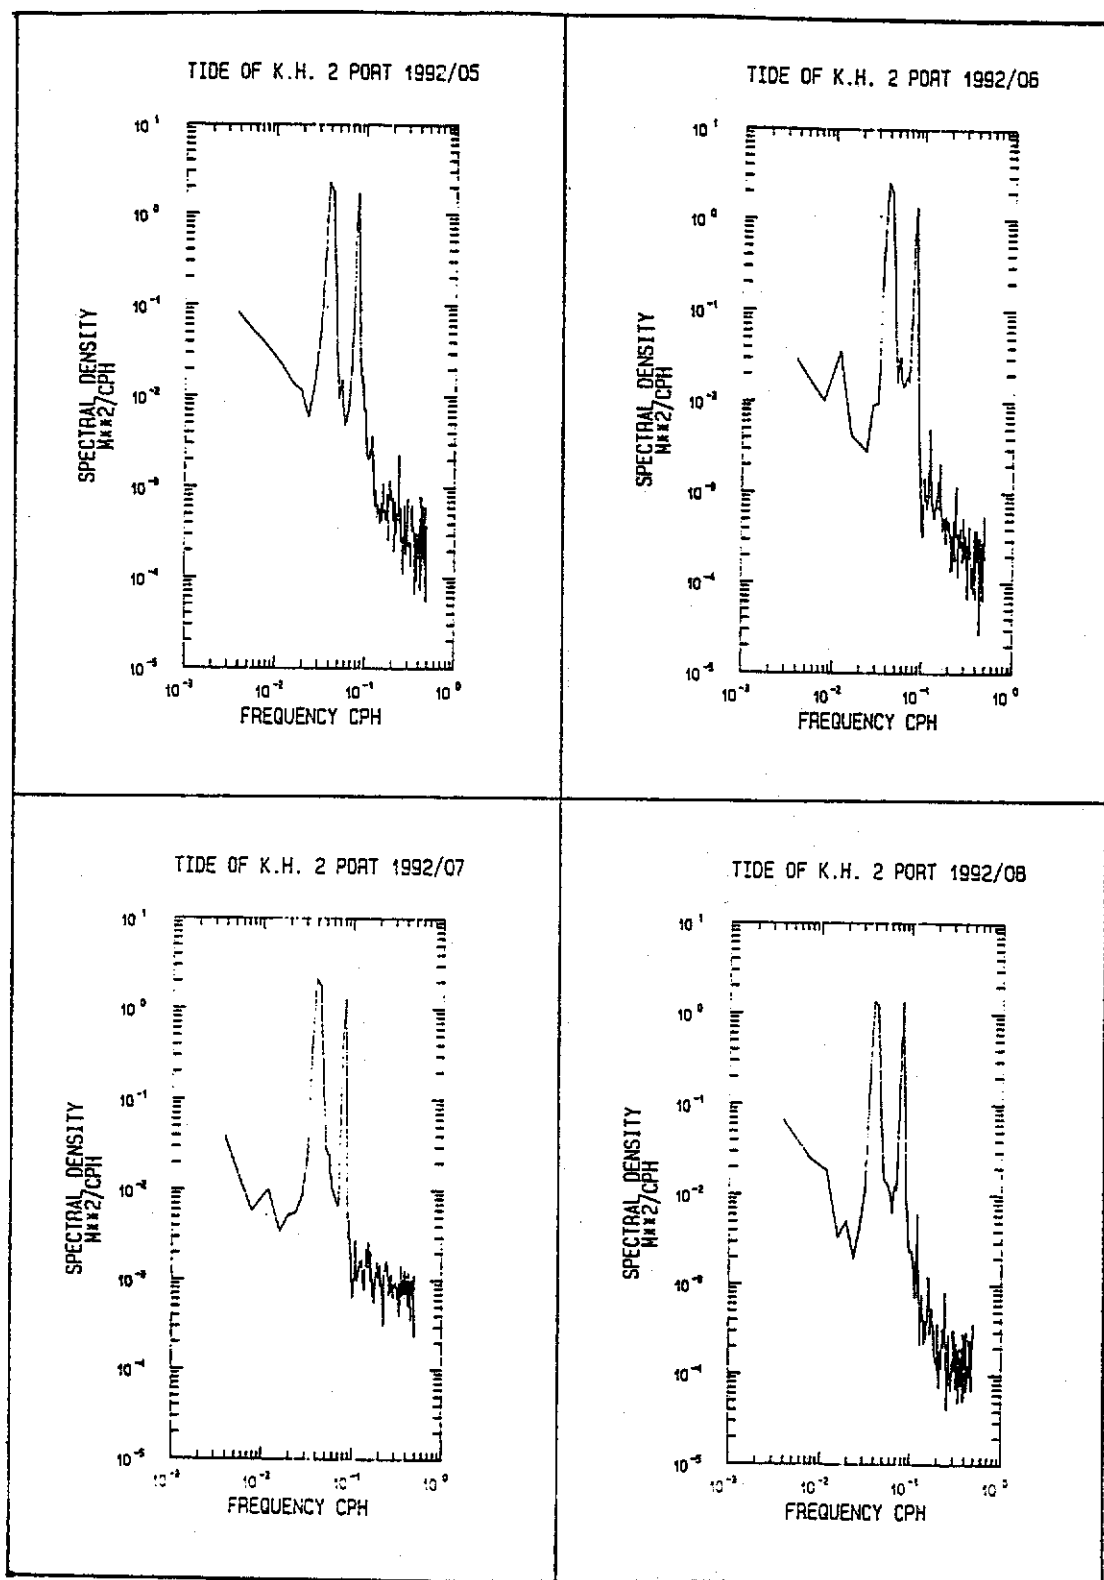 TIDE OF K.H. 2 PORT 1992/05
10¹
10⁰
10⁻¹
10⁻²
10⁻³
10⁻⁴
10⁻⁵
SPECTRAL DENSITY
M**2/CPH
10⁻³ 10⁻² 10⁻¹ 10⁰
FREQUENCY CPH
TIDE OF K.H. 2 PORT 1992/06
10¹
10⁰
10⁻¹
10⁻²
10⁻³
10⁻⁴
10⁻⁵
SPECTRAL DENSITY
M**2/CPH
10⁻³ 10⁻² 10⁻¹ 10⁰
FREQUENCY CPH
TIDE OF K.H. 2 PORT 1992/07
10¹
10⁰
10⁻¹
10⁻²
10⁻³
10⁻⁴
10⁻⁵
SPECTRAL DENSITY
M**2/CPH
10⁻³ 10⁻² 10⁻¹ 10⁰
FREQUENCY CPH
TIDE OF K.H. 2 PORT 1992/08
10¹
10⁰
10⁻¹
10⁻²
10⁻³
10⁻⁴
10⁻⁵
SPECTRAL DENSITY
M**2/CPH
10⁻³ 10⁻² 10⁻¹ 10⁰
FREQUENCY CPH